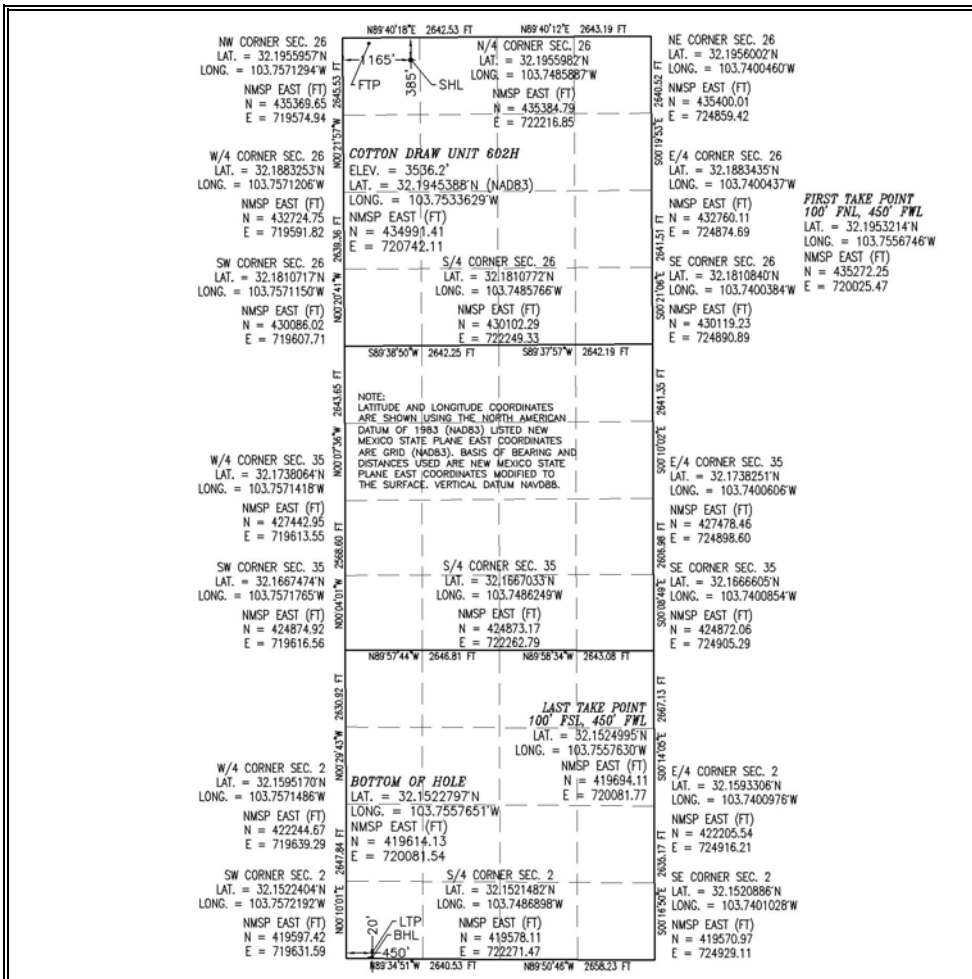 N89°40'18"E 2642.53 FT
N89°40'12"E 2643.19 FT
NW CORNER SEC. 26
LAT. = 32.1955957'N
LONG. = 103.7571294'W
NMSP EAST (FT)
N = 435369.65
E = 719574.94
1165'
385'
FTP
SHL
N/4 CORNER SEC. 26
LAT. = 32.1955982'N
LONG. = 103.7485887'W
NMSP EAST (FT)
N = 435384.79
E = 722216.85
NE CORNER SEC. 26
LAT. = 32.1956002'N
LONG. = 103.7400460'W
NMSP EAST (FT)
N = 435400.01
E = 724859.42
N00°21'57"W 2645.53 FT
S00°19'53"E 2640.52 FT
W/4 CORNER SEC. 26
LAT. = 32.1883253'N
LONG. = 103.7571206'W
NMSP EAST (FT)
N = 432724.75
E = 719591.82
COTTON DRAW UNIT 602H
ELEV. = 3536.2'
LAT. = 32.1945388'N (NAD83)
LONG. = 103.7533629'W
NMSP EAST (FT)
N = 434991.41
E = 720742.11
E/4 CORNER SEC. 26
LAT. = 32.1883435'N
LONG. = 103.7400437'W
NMSP EAST (FT)
N = 432760.11
E = 724874.69
FIRST TAKE POINT
100' FNL, 450' FWL
LAT. = 32.1953214'N
LONG. = 103.7556746'W
NMSP EAST (FT)
N = 435272.25
E = 720025.47
N00°20'41"W 2639.36 FT
S00°21'06"E 2641.51 FT
SW CORNER SEC. 26
LAT. = 32.1810717'N
LONG. = 103.7571150'W
NMSP EAST (FT)
N = 430086.02
E = 719607.71
S/4 CORNER SEC. 26
LAT. = 32.1810772'N
LONG. = 103.7485766'W
NMSP EAST (FT)
N = 430102.29
E = 722249.33
SE CORNER SEC. 26
LAT. = 32.1810840'N
LONG. = 103.7400384'W
NMSP EAST (FT)
N = 430119.23
E = 724890.89
S89°38'50"W 2642.25 FT
S89°37'57"W 2642.19 FT
N00°07'36"W 2643.65 FT
S00°10'02"E 2641.35 FT
NOTE:
LATITUDE AND LONGITUDE COORDINATES
ARE SHOWN USING THE NORTH AMERICAN
DATUM OF 1983 (NAD83) LISTED NEW
MEXICO STATE PLANE EAST COORDINATES
ARE GRID (NAD83). BASIS OF BEARING AND
DISTANCES USED ARE NEW MEXICO STATE
PLANE EAST COORDINATES MODIFIED TO
THE SURFACE. VERTICAL DATUM NAVD88.
W/4 CORNER SEC. 35
LAT. = 32.1738064'N
LONG. = 103.7571418'W
NMSP EAST (FT)
N = 427442.95
E = 719613.55
E/4 CORNER SEC. 35
LAT. = 32.1738251'N
LONG. = 103.7400606'W
NMSP EAST (FT)
N = 427478.46
E = 724898.60
N00°04'01"W 2568.60 FT
S00°08'49"E 2606.98 FT
SW CORNER SEC. 35
LAT. = 32.1667474'N
LONG. = 103.7571765'W
NMSP EAST (FT)
N = 424874.92
E = 719616.56
S/4 CORNER SEC. 35
LAT. = 32.1667033'N
LONG. = 103.7486249'W
NMSP EAST (FT)
N = 424873.17
E = 722262.79
SE CORNER SEC. 35
LAT. = 32.1666605'N
LONG. = 103.7400854'W
NMSP EAST (FT)
N = 424872.06
E = 724905.29
N89°57'44"W 2646.81 FT
N89°58'34"W 2643.08 FT
N00°29'43"W 2630.92 FT
S00°14'05"E 2667.13 FT
LAST TAKE POINT
100' FSL, 450' FWL
LAT. = 32.1524995'N
LONG. = 103.7557630'W
NMSP EAST (FT)
N = 419694.11
E = 720081.77
W/4 CORNER SEC. 2
LAT. = 32.1595170'N
LONG. = 103.7571486'W
NMSP EAST (FT)
N = 422244.67
E = 719639.29
BOTTOM OF HOLE
LAT. = 32.1522797'N
LONG. = 103.7557651'W
NMSP EAST (FT)
N = 419614.13
E = 720081.54
E/4 CORNER SEC. 2
LAT. = 32.1593306'N
LONG. = 103.7400976'W
NMSP EAST (FT)
N = 422205.54
E = 724916.21
N00°10'01"E 2647.84 FT
S00°16'50"E 2635.17 FT
SW CORNER SEC. 2
LAT. = 32.1522404'N
LONG. = 103.7572192'W
NMSP EAST (FT)
N = 419597.42
E = 719631.59
S/4 CORNER SEC. 2
LAT. = 32.1521482'N
LONG. = 103.7486898'W
NMSP EAST (FT)
N = 419578.11
E = 722271.47
SE CORNER SEC. 2
LAT. = 32.1520886'N
LONG. = 103.7401028'W
NMSP EAST (FT)
N = 419570.97
E = 724929.11
20'
LTP
BHL
450'
N89°34'51"W 2640.53 FT
N89°50'46"W 2658.23 FT